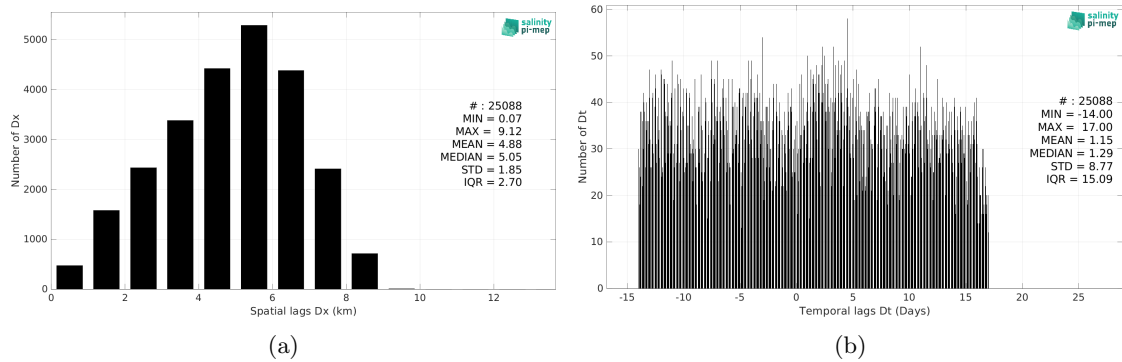 salinity
pi-mep
5000
4000
3000
2000
1000
0
Number of Dx
# : 25088
MIN = 0.07
MAX = 9.12
MEAN = 4.88
MEDIAN = 5.05
STD = 1.85
IQR = 2.70
0 2 4 6 8 10 12
Spatial lags Dx (km)
(a)
salinity
pi-mep
60
50
40
30
20
10
0
Number of Dt
# : 25088
MIN = -14.00
MAX = 17.00
MEAN = 1.15
MEDIAN = 1.29
STD = 8.77
IQR = 15.09
-15 -10 -5 0 5 10 15 20 25
Temporal lags Dt (Days)
(b)